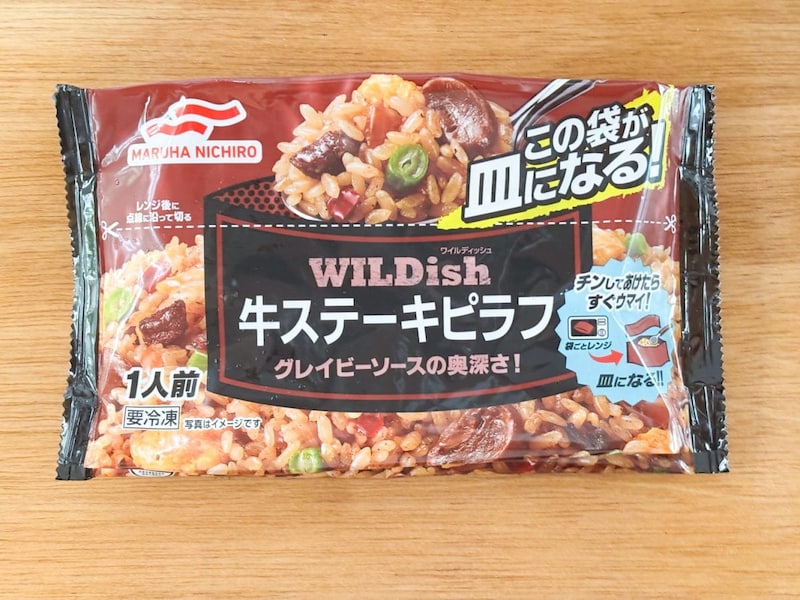 MARUHA NICHIRO
この袋が
皿になる!
レンジ後に
点線に沿って切る
ワイルディッシュ
WILDish
牛ステーキピラフ
グレイビーソースの奥深さ!
チンしてあけたら
すぐウマイ!
袋ごとレンジ
皿になる!!
1人前
要冷凍 写真はイメージです